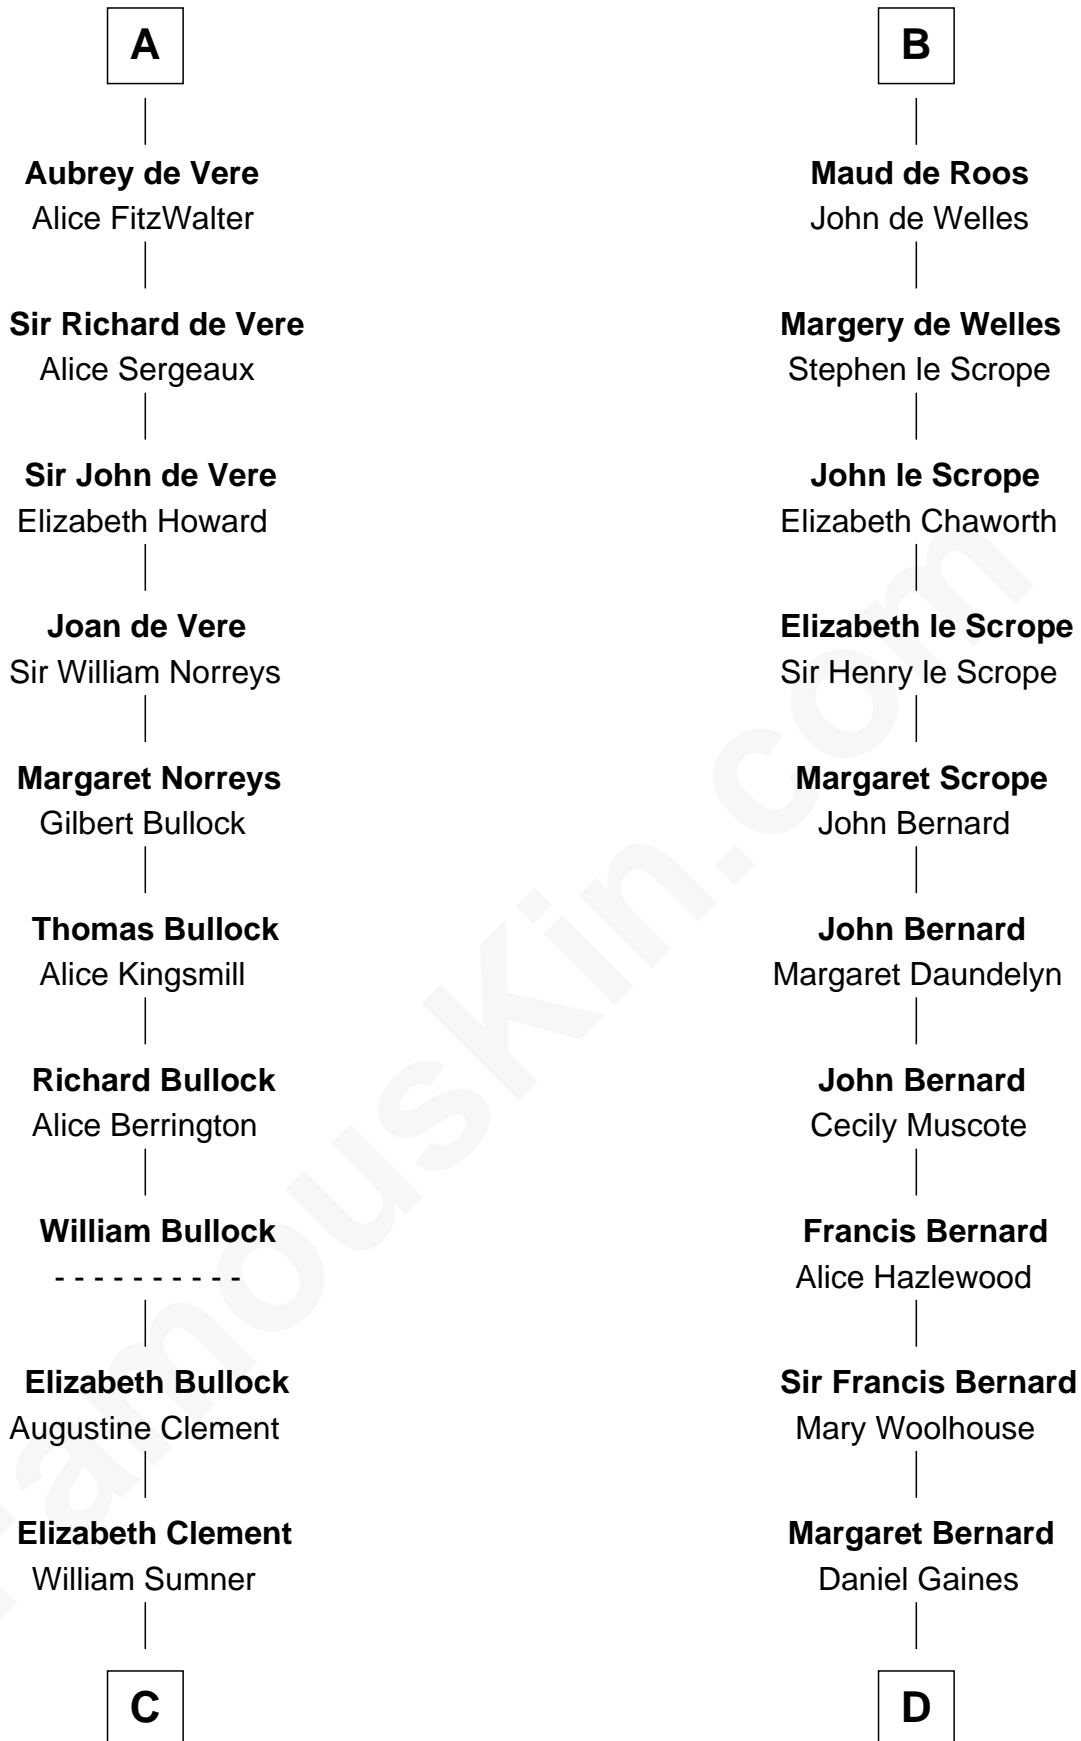 A
Aubrey de Vere
Alice FitzWalter
Sir Richard de Vere
Alice Sergeaux
Sir John de Vere
Elizabeth Howard
Joan de Vere
Sir William Norreys
Margaret Norreys
Gilbert Bullock
Thomas Bullock
Alice Kingsmill
Richard Bullock
Alice Berrington
William Bullock
- - - - - - - - - -
Elizabeth Bullock
Augustine Clement
Elizabeth Clement
William Sumner
C
B
Maud de Roos
John de Welles
Margery de Welles
Stephen le Scrope
John le Scrope
Elizabeth Chaworth
Elizabeth le Scrope
Sir Henry le Scrope
Margaret Scrope
John Bernard
John Bernard
Margaret Daundelyn
John Bernard
Cecily Muscote
Francis Bernard
Alice Hazlewood
Sir Francis Bernard
Mary Woolhouse
Margaret Bernard
Daniel Gaines
D
FamousKin.com